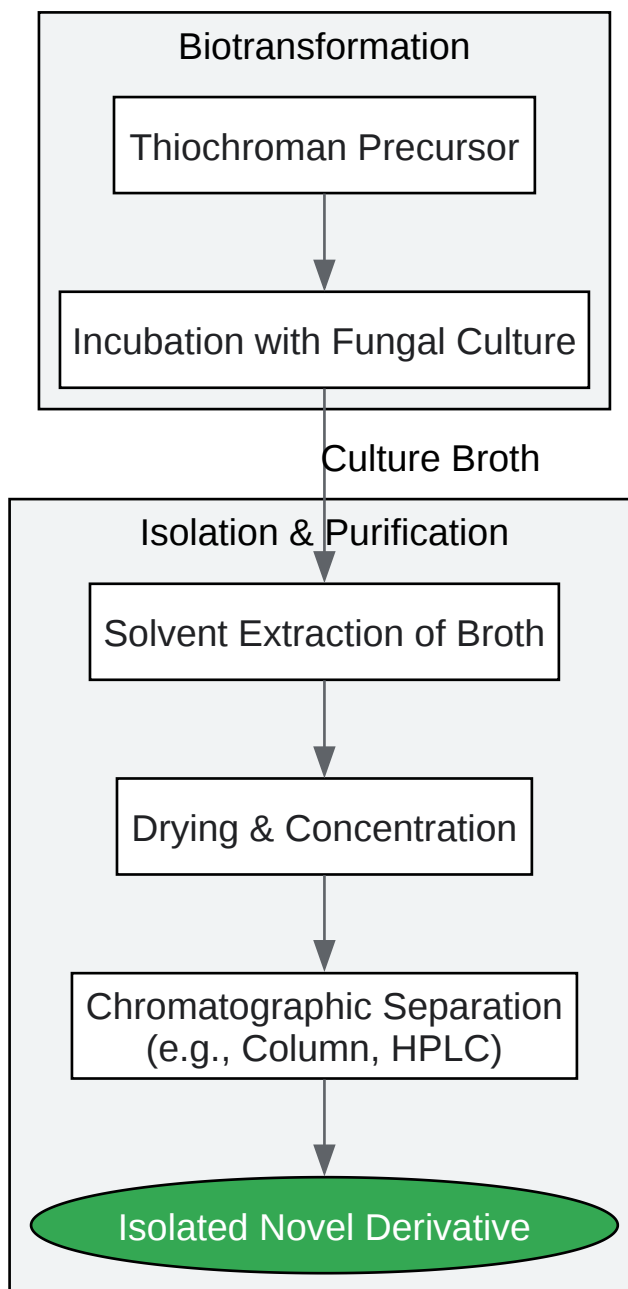 Biotransformation
Thiochroman Precursor
Incubation with Fungal Culture
Culture Broth
Isolation & Purification
Solvent Extraction of Broth
Drying & Concentration
Chromatographic Separation
(e.g., Column, HPLC)
Isolated Novel Derivative